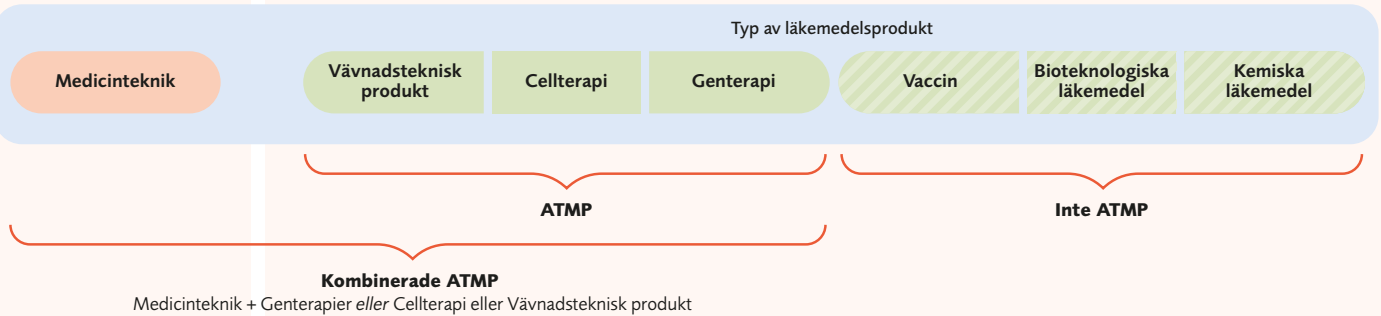 Typ av läkemedelsprodukt
Medicinteknik
Vävnadsteknisk
produkt
Cellterapi
Genterapi
Vaccin
Bioteknologiska
läkemedel
Kemiska
läkemedel
ATMP
Inte ATMP
Kombinerade ATMP
Medicinteknik + Genterapier eller Cellterapi eller Vävnadsteknisk produkt